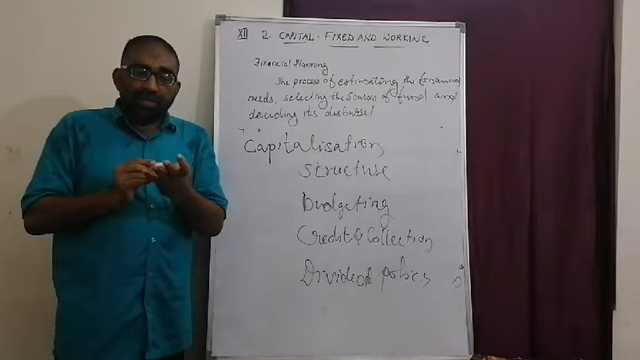 XII 2. CAPITAL - FIXED AND WORKING
Financial Planning
The process of estimating the financial
needs, selecting the sources of fund and
deciding its disbursel
Capitalisation
Structure
Budgeting
Credit & Collection
Dividend policy